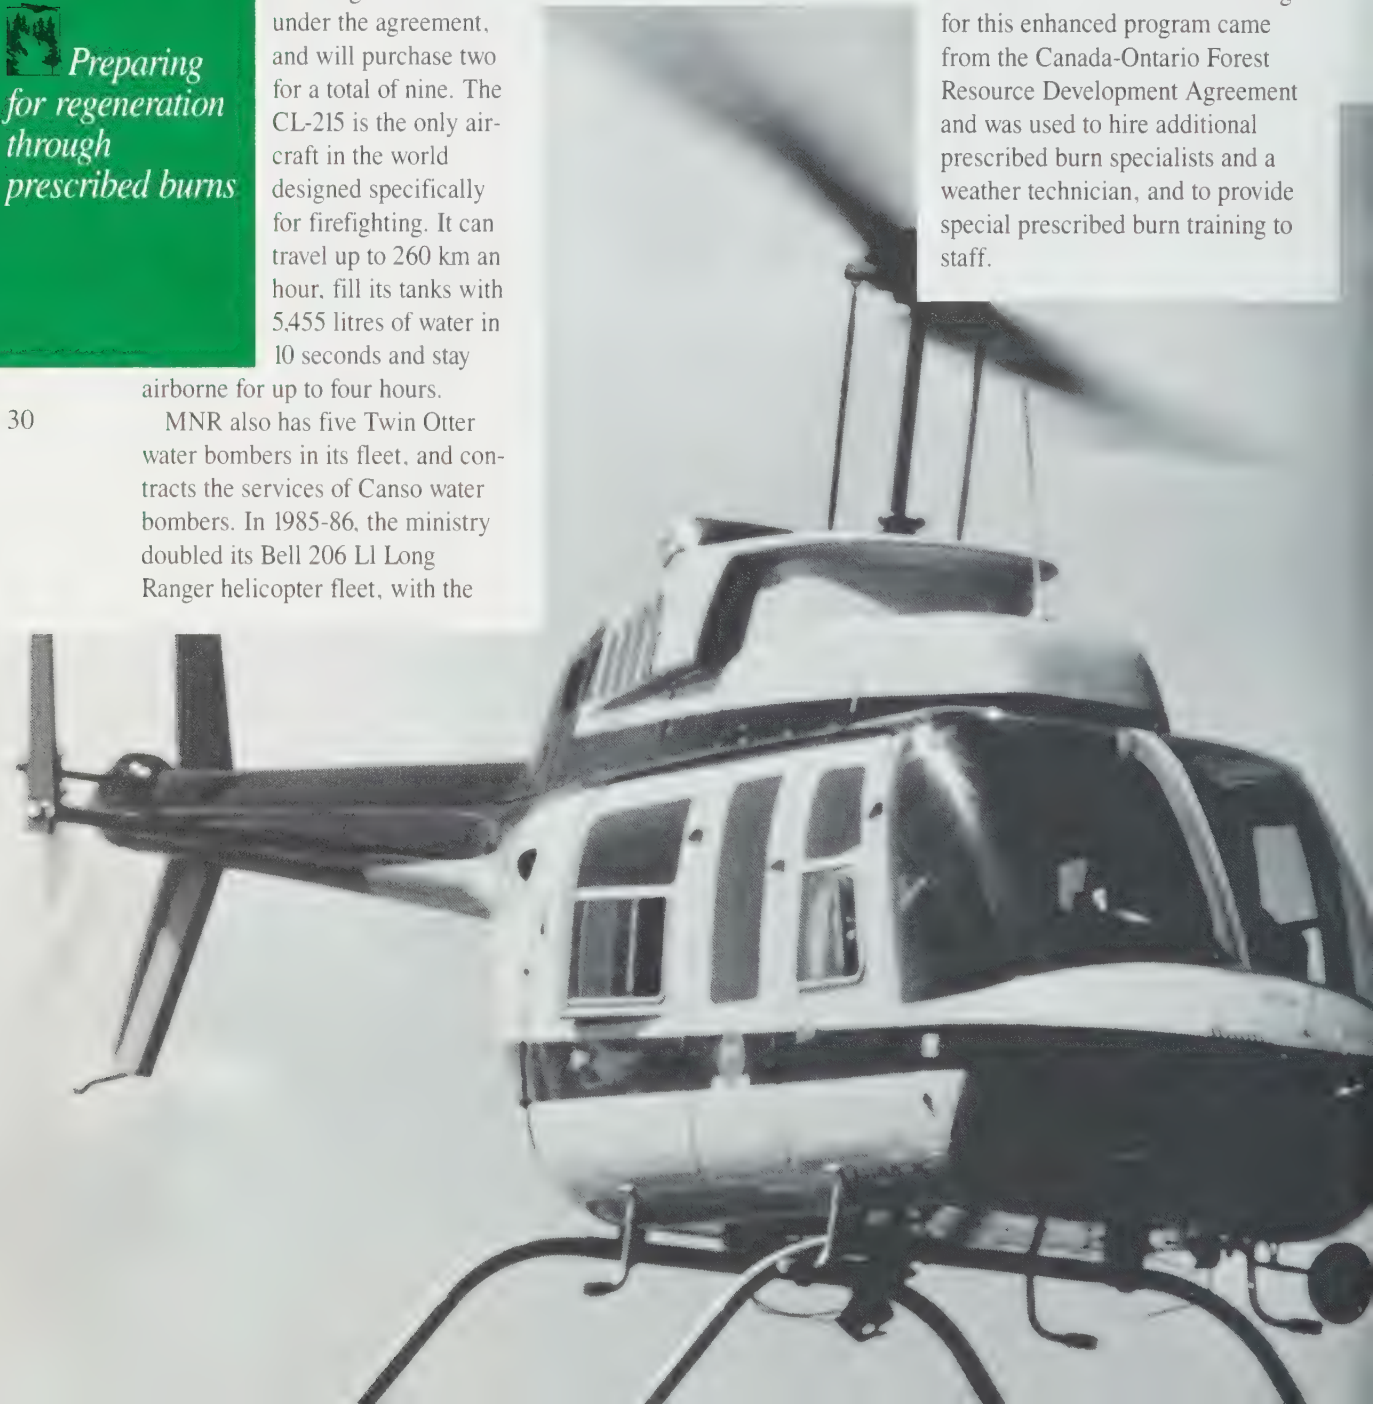 Preparing
for regeneration
through
prescribed burns
under the agreement,
and will purchase two
for a total of nine. The
CL-215 is the only air-
craft in the world
designed specifically
for firefighting. It can
travel up to 260 km an
hour, fill its tanks with
5,455 litres of water in
10 seconds and stay
airborne for up to four hours.
MNR also has five Twin Otter
water bombers in its fleet, and con-
tracts the services of Canso water
bombers. In 1985-86, the ministry
doubled its Bell 206 L1 Long
Ranger helicopter fleet, with the
30
for this enhanced program came
from the Canada-Ontario Forest
Resource Development Agreement
and was used to hire additional
prescribed burn specialists and a
weather technician, and to provide
special prescribed burn training to
staff.